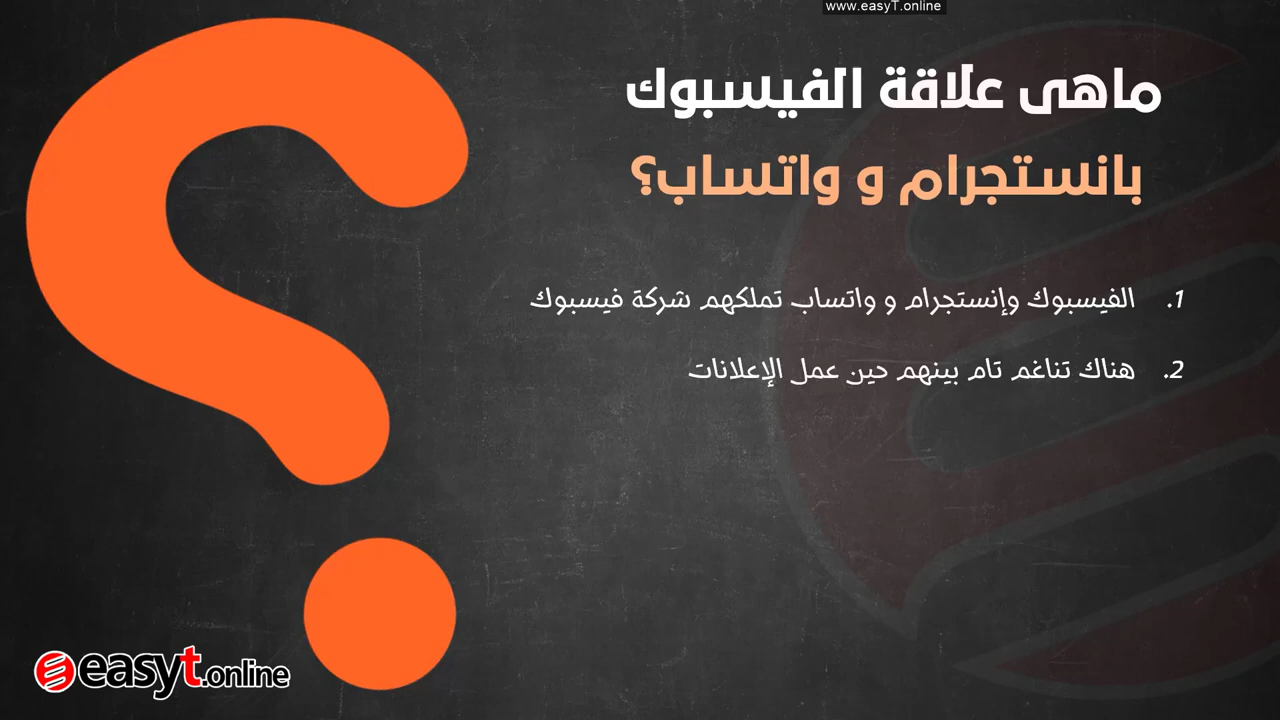 www.easyT.online
ماهى علاقة الفيسبوك
بانستجرام و واتساب؟
1. الفيسبوك وإنستجرام و واتساب تملكهم شركة فيسبوك
2. هناك تناغم تام بينهم حين عمل الإعلانات
easyt.online